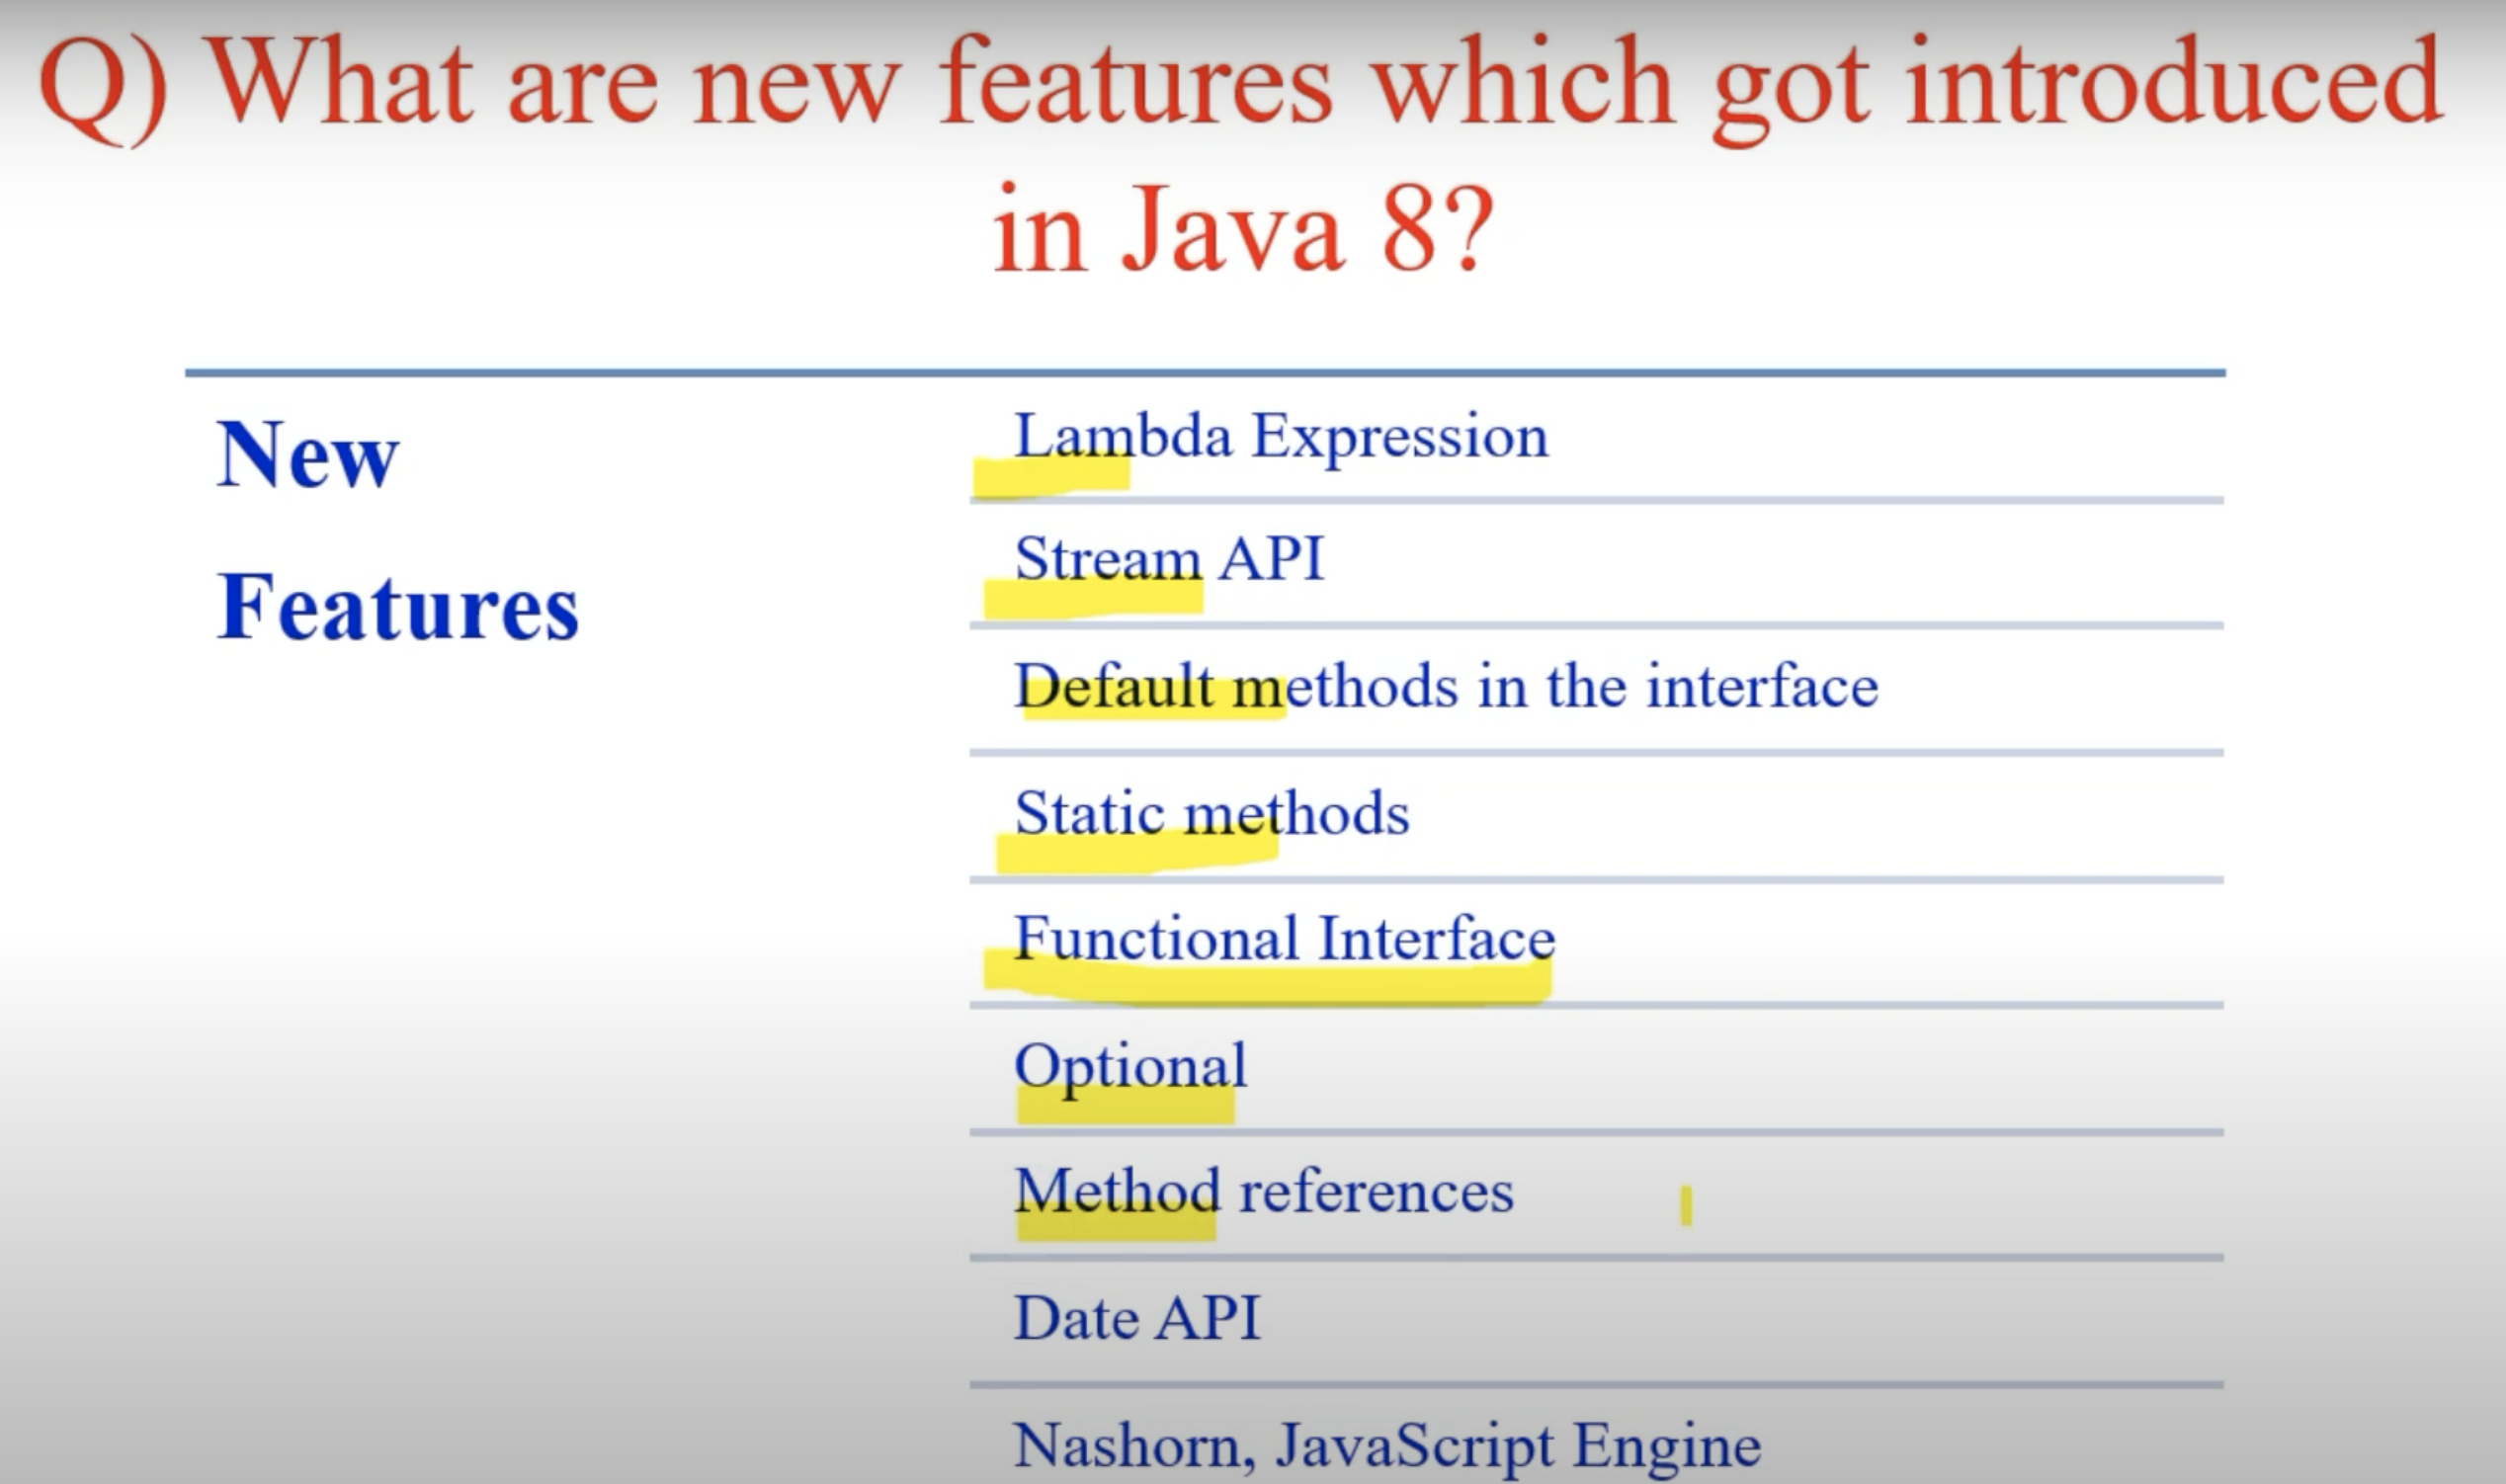 Q) What are new features which got introduced
in Java 8?
New
Features
Lambda Expression
Stream API
Default methods in the interface
Static methods
Functional Interface
Optional
Method references
Date API
Nashorn, JavaScript Engine